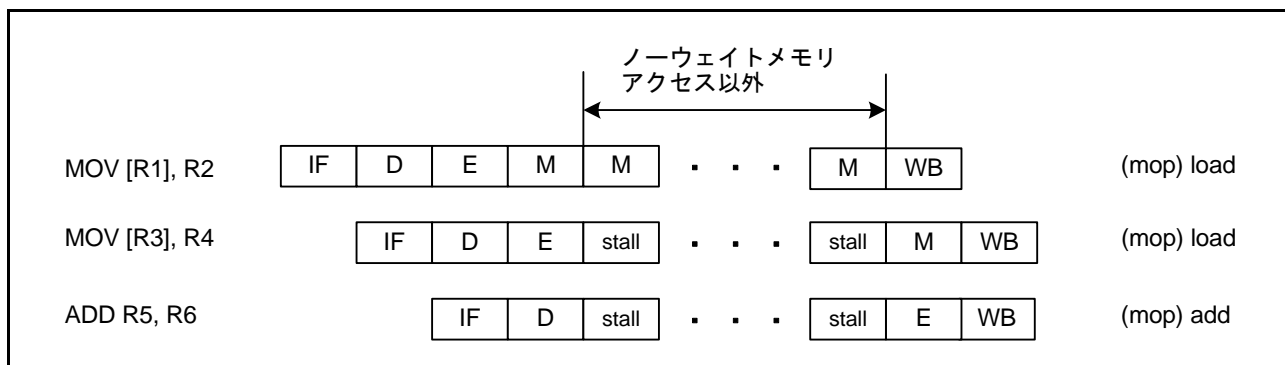 ノーウェイトメモリ
アクセス以外
MOV [R1], R2 IF D E M M ・ ・ ・ M WB (mop) load
MOV [R3], R4 IF D E stall ・ ・ ・ stall M WB (mop) load
ADD R5, R6 IF D stall ・ ・ ・ stall E WB (mop) add